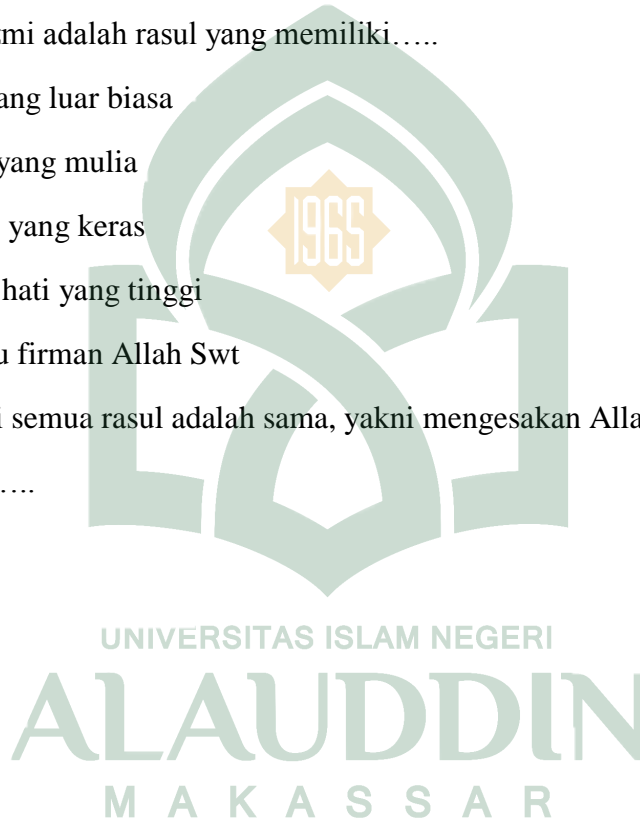 mi adalah rasul yang memiliki…..
ang luar biasa
yang mulia
yang keras
hati yang tinggi
u firman Allah Swt
i semua rasul adalah sama, yakni mengesakan Alla
…..
1965
UNIVERSITAS ISLAM NEGERI
ALAUDDIN
MAKASSAR